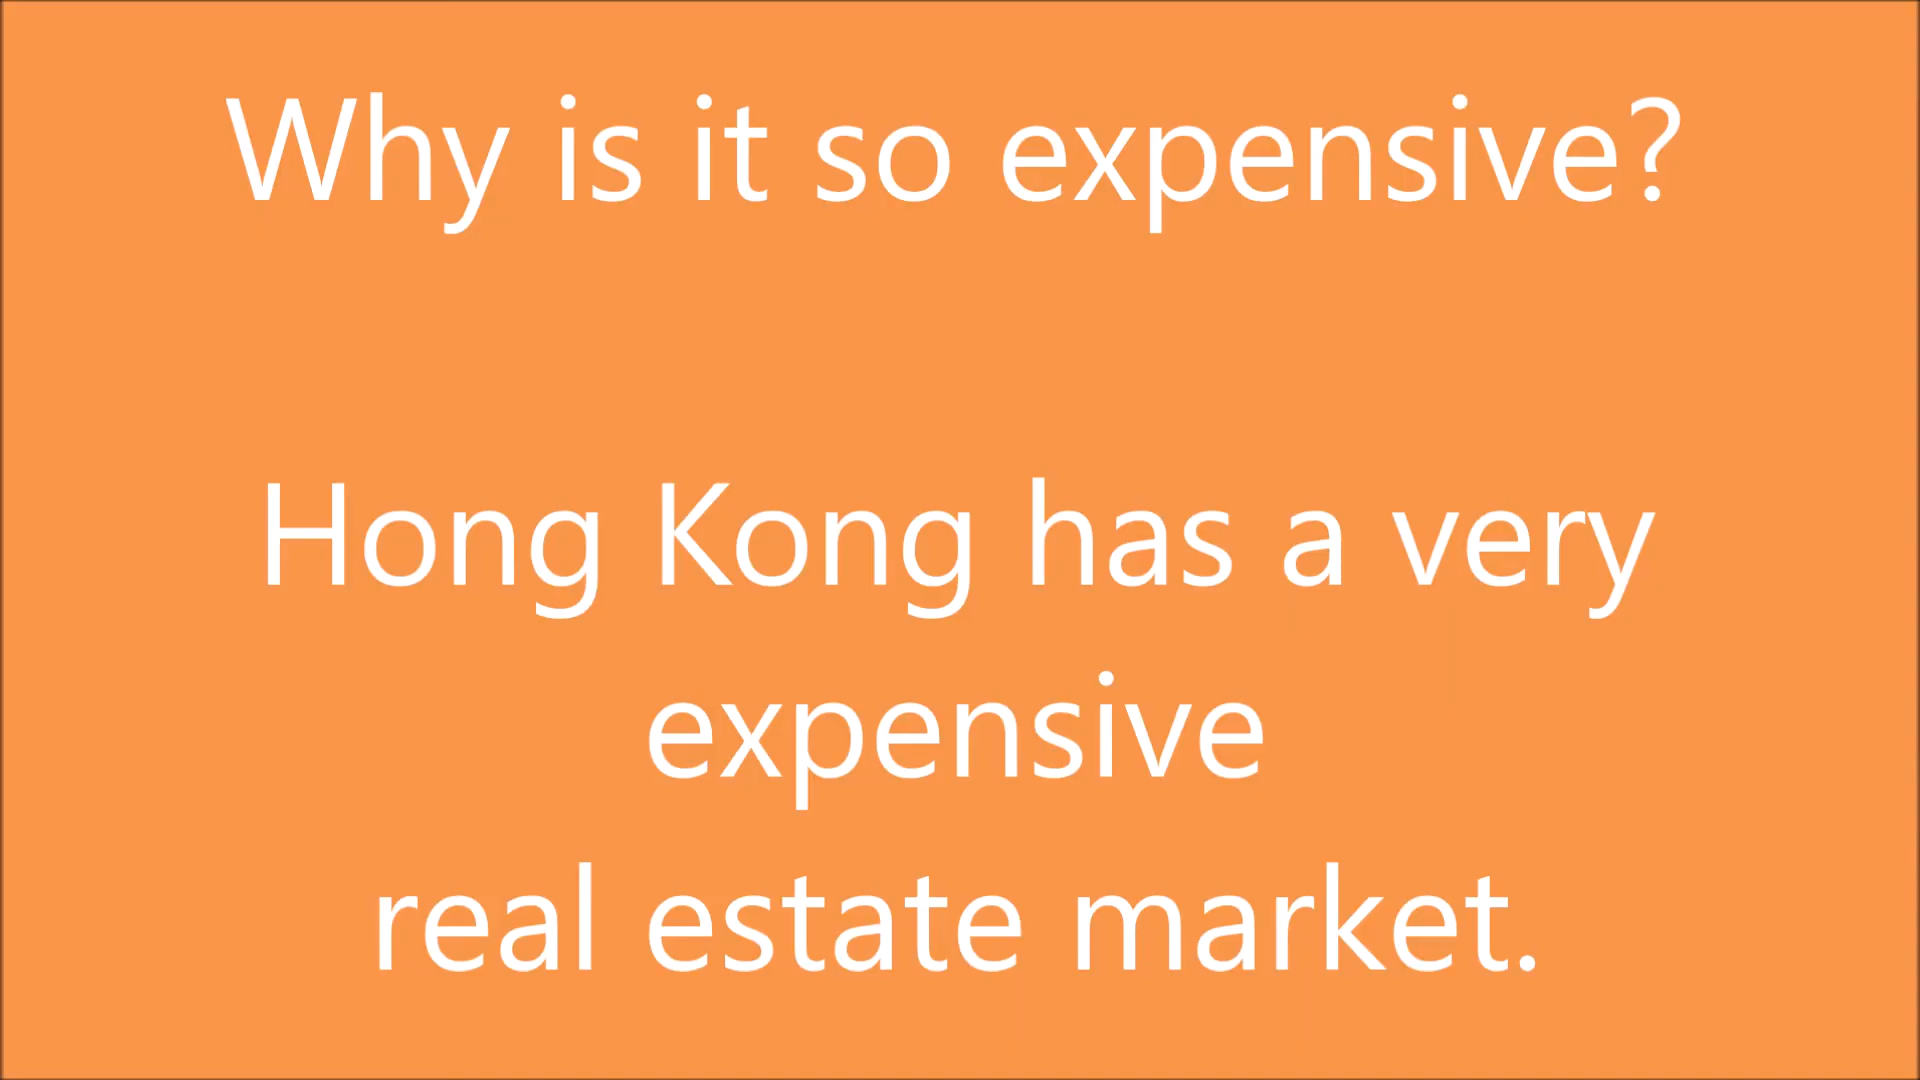 Why is it so expensive?
Hong Kong has a very
expensive
real estate market.